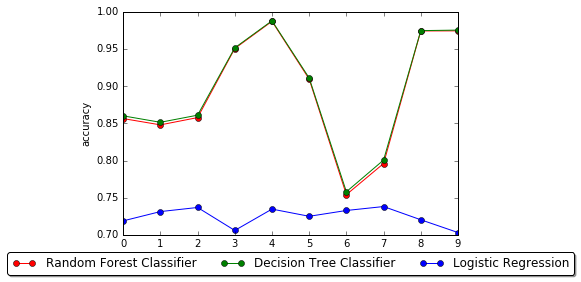 1.00
0.95
0.90
0.85
0.80
0.75
0.70
accuracy
0 1 2 3 4 5 6 7 8 9
Random Forest Classifier Decision Tree Classifier Logistic Regression